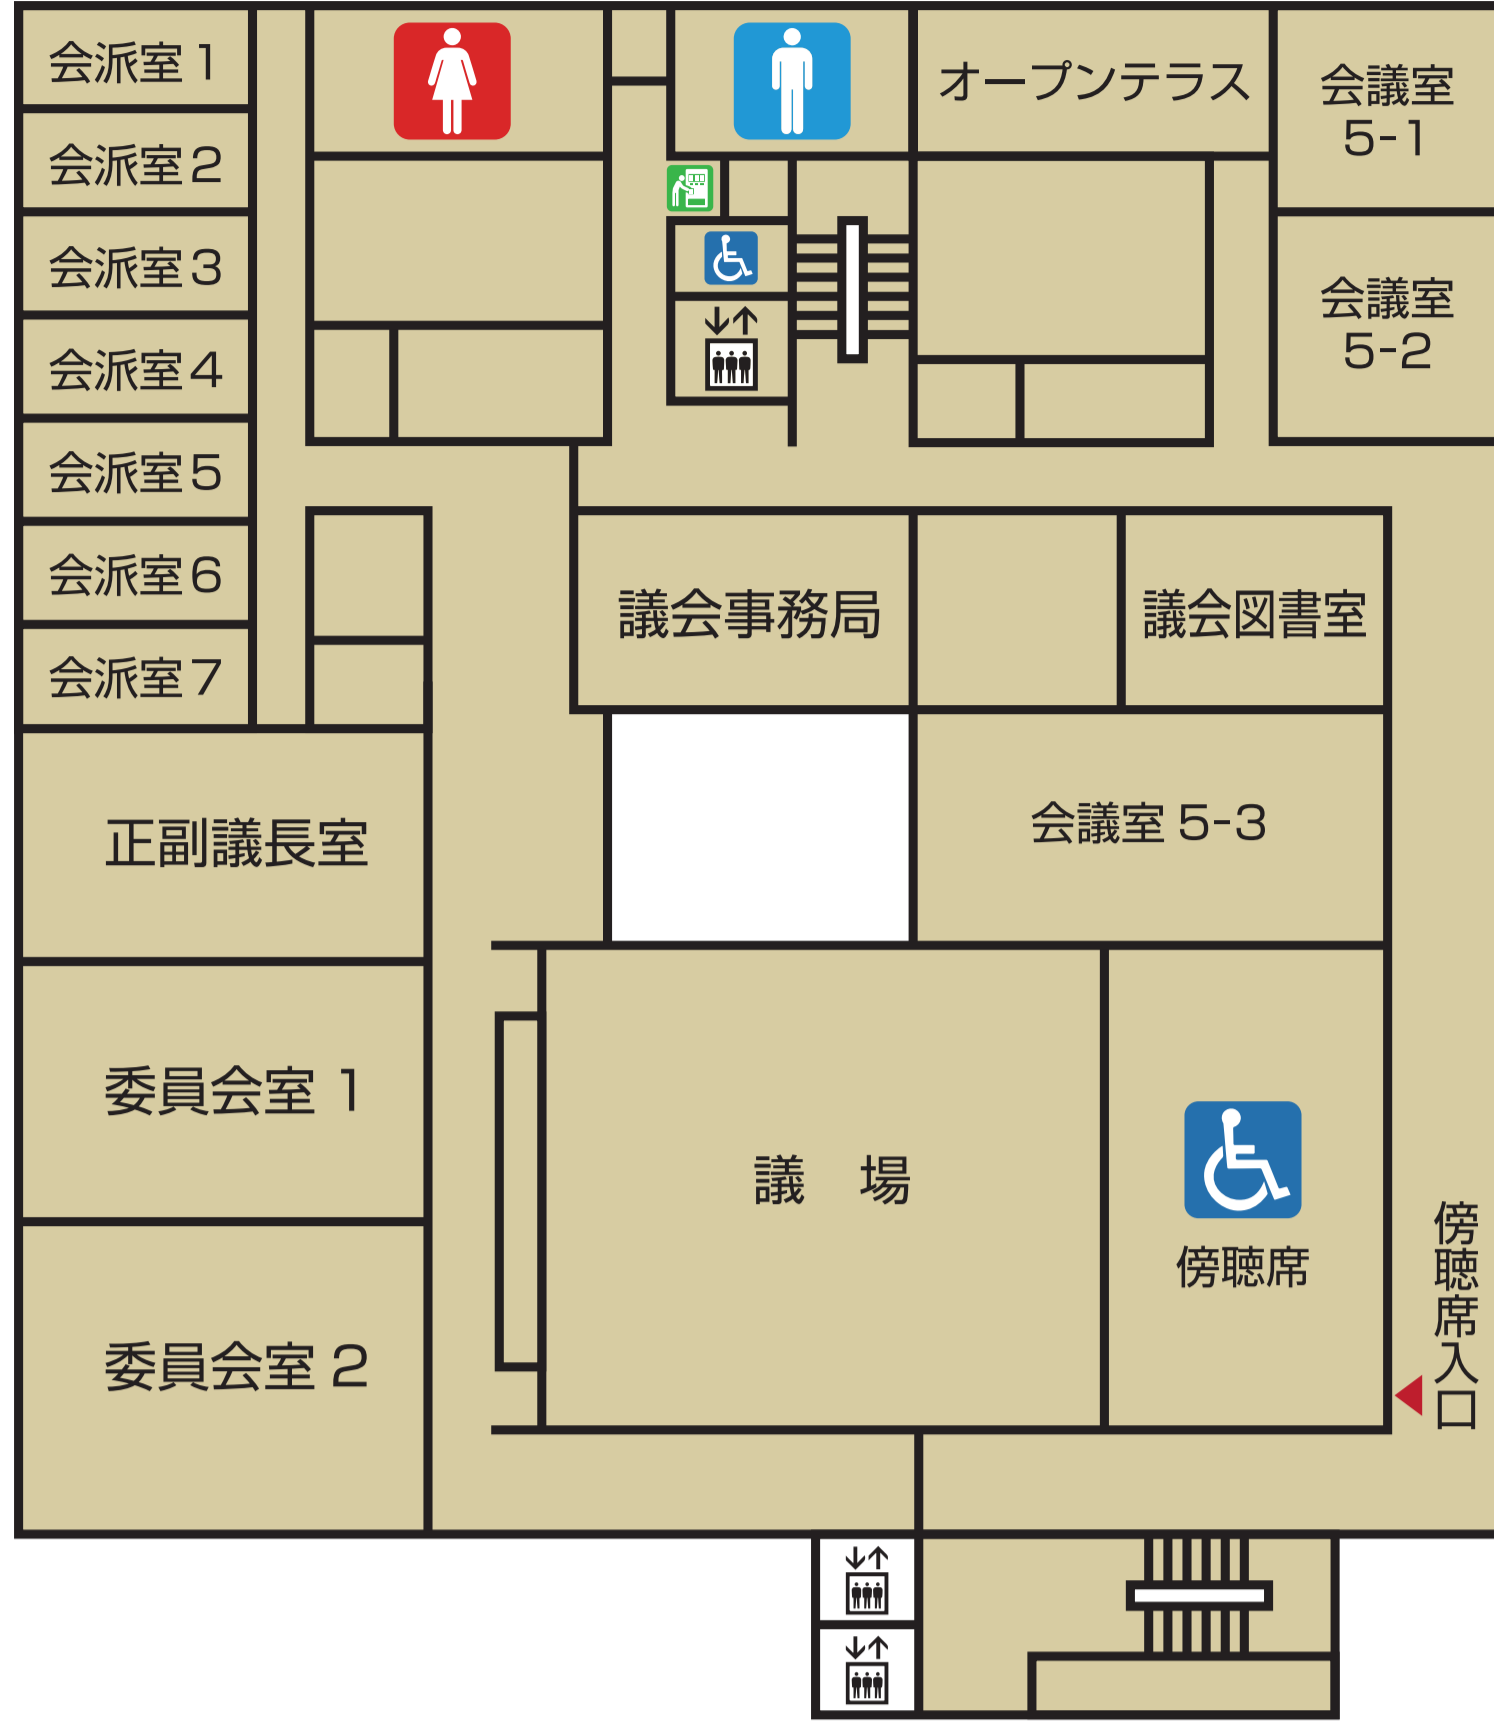 会派室1
会派室2
会派室3
会派室4
会派室5
会派室6
会派室7
オープンテラス
会議室
5-1
会議室
5-2
議会事務局
議会図書室
正副議長室
会議室 5-3
委員会室 1
議　場
傍聴席
傍聴席入口
委員会室 2